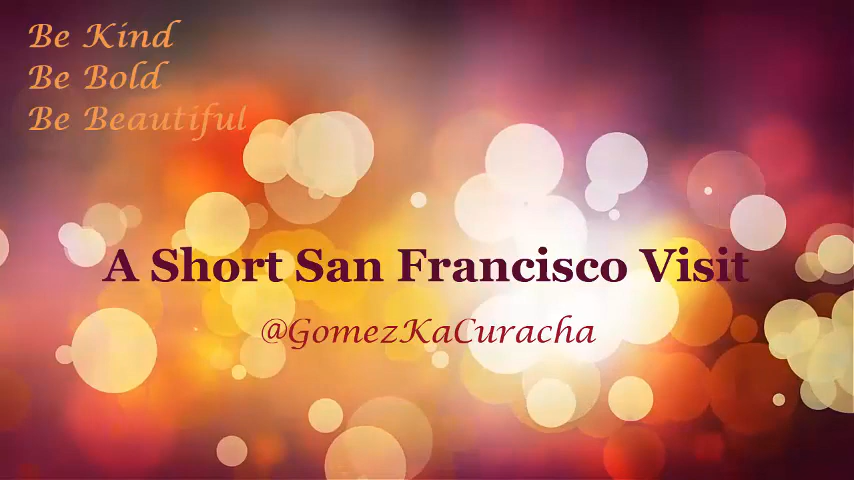 Be Kind
Be Bold
Be Beautiful
A Short San Francisco Visit
@GomezKaCuracha